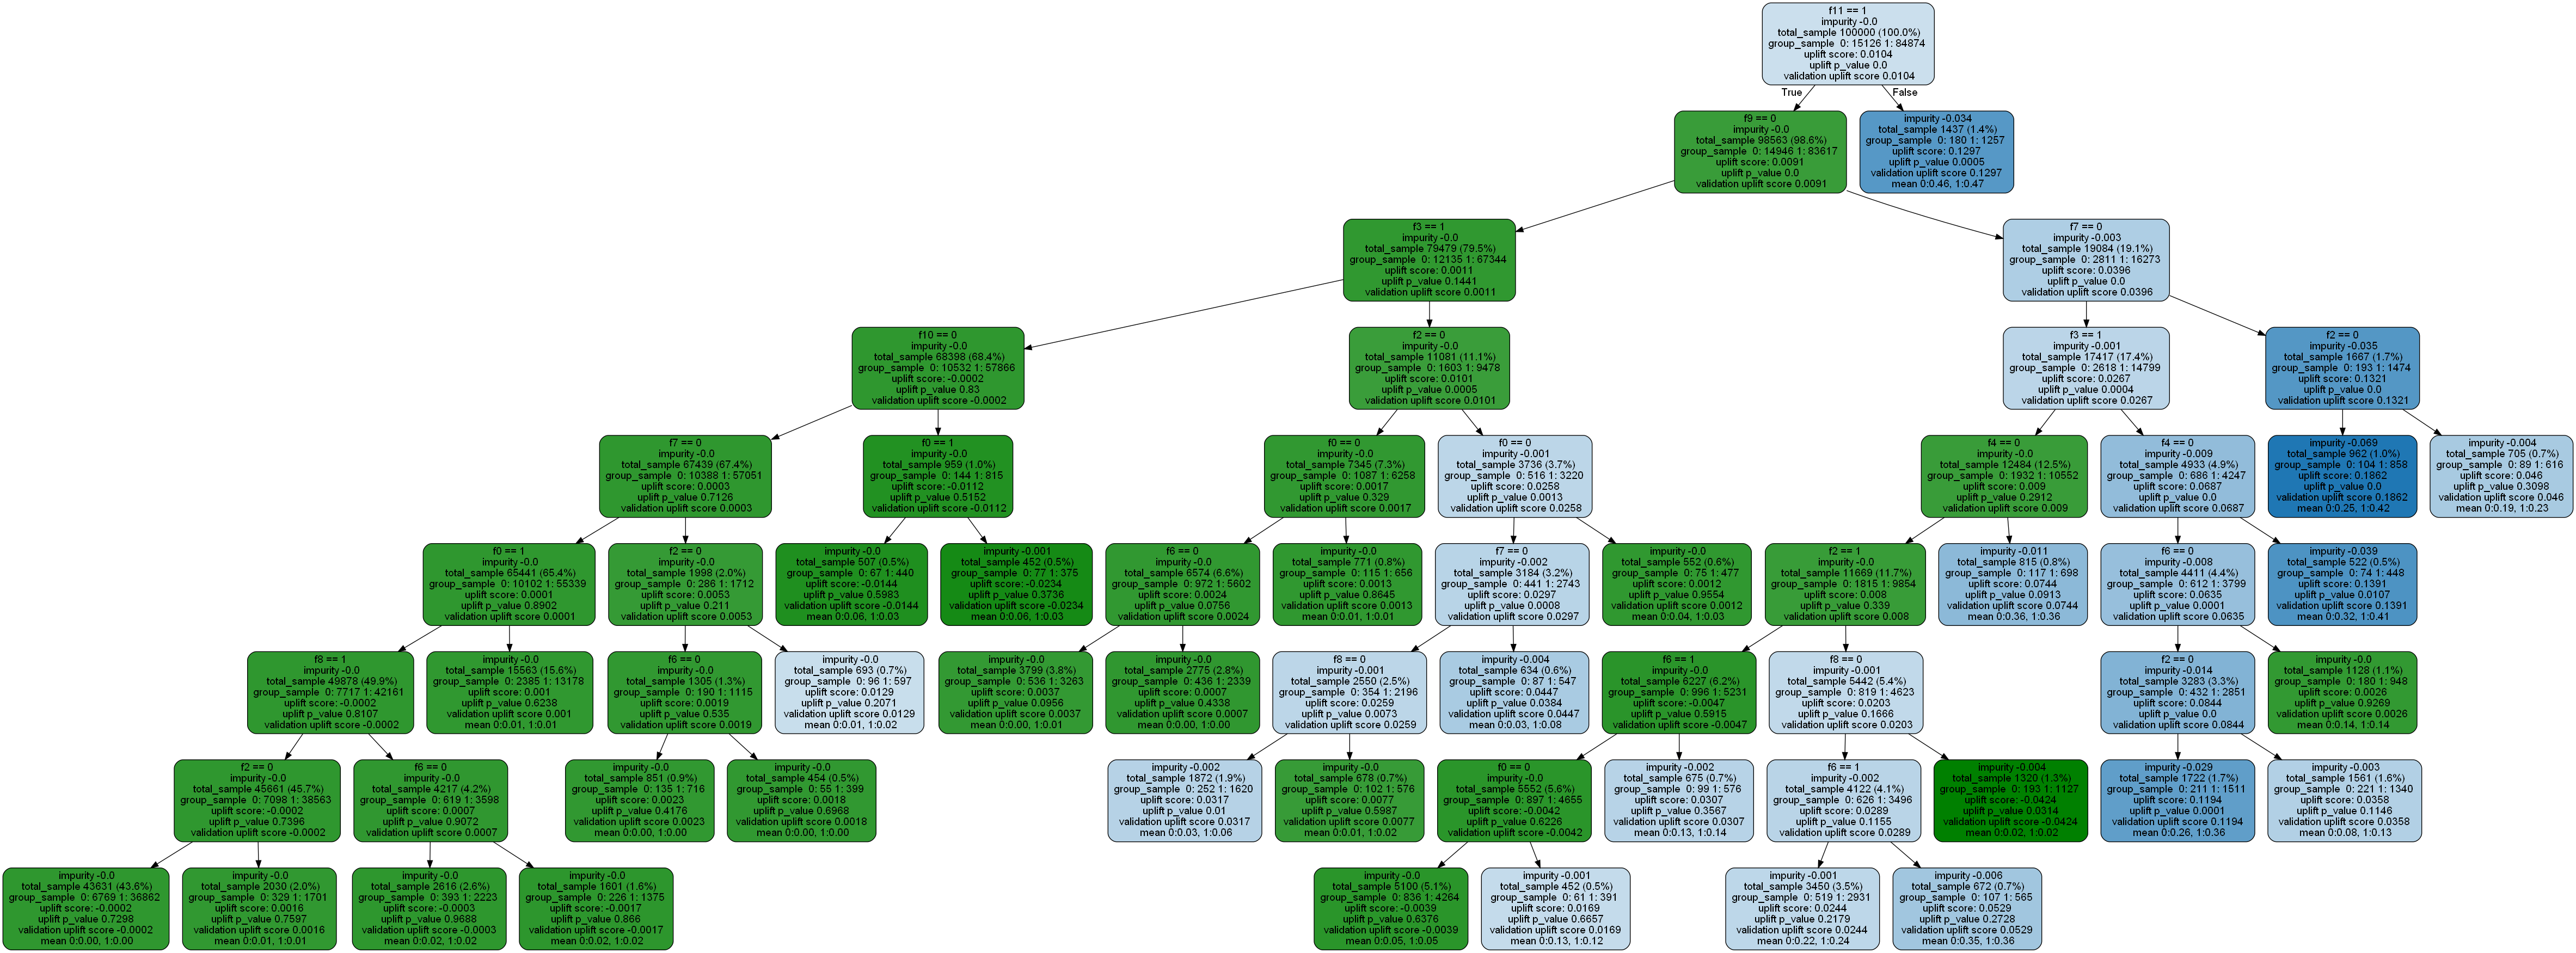 f11 == 1
impurity -0.0
total_sample 100000 (100.0%)
group_sample 0: 15126 1: 84874
uplift score: 0.0104
uplift p_value 0.0
validation uplift score 0.0104
True
False
f9 == 0
impurity -0.0
total_sample 98563 (98.6%)
group_sample 0: 14946 1: 83617
uplift score: 0.0091
uplift p_value 0.0
validation uplift score 0.0091
impurity -0.034
total_sample 1437 (1.4%)
group_sample 0: 180 1: 1257
uplift score: 0.1297
uplift p_value 0.0005
validation uplift score 0.1297
mean 0:0.46, 1:0.47
f3 == 1
impurity -0.0
total_sample 79479 (79.5%)
group_sample 0: 12135 1: 67344
uplift score: 0.0011
uplift p_value 0.1441
validation uplift score 0.0011
f7 == 0
impurity -0.003
total_sample 19084 (19.1%)
group_sample 0: 2811 1: 16273
uplift score: 0.0396
uplift p_value 0.0
validation uplift score 0.0396
f10 == 0
impurity -0.0
total_sample 68398 (68.4%)
group_sample 0: 10532 1: 57866
uplift score: -0.0002
uplift p_value 0.83
validation uplift score -0.0002
f2 == 0
impurity -0.0
total_sample 11081 (11.1%)
group_sample 0: 1603 1: 9478
uplift score: 0.0101
uplift p_value 0.0005
validation uplift score 0.0101
f3 == 1
impurity -0.001
total_sample 17417 (17.4%)
group_sample 0: 2618 1: 14799
uplift score: 0.0267
uplift p_value 0.0004
validation uplift score 0.0267
f2 == 0
impurity -0.035
total_sample 1667 (1.7%)
group_sample 0: 193 1: 1474
uplift score: 0.1321
uplift p_value 0.0
validation uplift score 0.1321
f7 == 0
impurity -0.0
total_sample 67439 (67.4%)
group_sample 0: 10388 1: 57051
uplift score: 0.0003
uplift p_value 0.7126
validation uplift score 0.0003
f0 == 1
impurity -0.0
total_sample 959 (1.0%)
group_sample 0: 144 1: 815
uplift score: -0.0112
uplift p_value 0.5152
validation uplift score -0.0112
f0 == 0
impurity -0.0
total_sample 7345 (7.3%)
group_sample 0: 1087 1: 6258
uplift score: 0.0017
uplift p_value 0.329
validation uplift score 0.0017
f0 == 0
impurity -0.001
total_sample 3736 (3.7%)
group_sample 0: 516 1: 3220
uplift score: 0.0258
uplift p_value 0.0013
validation uplift score 0.0258
f4 == 0
impurity -0.0
total_sample 12484 (12.5%)
group_sample 0: 1932 1: 10552
uplift score: 0.009
uplift p_value 0.2912
validation uplift score 0.009
f4 == 0
impurity -0.009
total_sample 4933 (4.9%)
group_sample 0: 686 1: 4247
uplift score: 0.0687
uplift p_value 0.0
validation uplift score 0.0687
impurity -0.069
total_sample 962 (1.0%)
group_sample 0: 104 1: 858
uplift score: 0.1862
uplift p_value 0.0
validation uplift score 0.1862
mean 0:0.25, 1:0.42
impurity -0.004
total_sample 705 (0.7%)
group_sample 0: 89 1: 616
uplift score: 0.046
uplift p_value 0.3098
validation uplift score 0.046
mean 0:0.19, 1:0.23
f0 == 1
impurity -0.0
total_sample 65441 (65.4%)
group_sample 0: 10102 1: 55339
uplift score: 0.0001
uplift p_value 0.8902
validation uplift score 0.0001
f2 == 0
impurity -0.0
total_sample 1998 (2.0%)
group_sample 0: 286 1: 1712
uplift score: 0.0053
uplift p_value 0.211
validation uplift score 0.0053
impurity -0.0
total_sample 507 (0.5%)
group_sample 0: 67 1: 440
uplift score: -0.0144
uplift p_value 0.5983
validation uplift score -0.0144
mean 0:0.06, 1:0.03
impurity -0.001
total_sample 452 (0.5%)
group_sample 0: 77 1: 375
uplift score: -0.0234
uplift p_value 0.3736
validation uplift score -0.0234
mean 0:0.06, 1:0.03
f6 == 0
impurity -0.0
total_sample 6574 (6.6%)
group_sample 0: 972 1: 5602
uplift score: 0.0024
uplift p_value 0.0756
validation uplift score 0.0024
impurity -0.0
total_sample 771 (0.8%)
group_sample 0: 115 1: 656
uplift score: 0.0013
uplift p_value 0.8645
validation uplift score 0.0013
mean 0:0.01, 1:0.01
f7 == 0
impurity -0.002
total_sample 3184 (3.2%)
group_sample 0: 441 1: 2743
uplift score: 0.0297
uplift p_value 0.0008
validation uplift score 0.0297
impurity -0.0
total_sample 552 (0.6%)
group_sample 0: 75 1: 477
uplift score: 0.0012
uplift p_value 0.9554
validation uplift score 0.0012
mean 0:0.04, 1:0.03
f2 == 1
impurity -0.0
total_sample 11669 (11.7%)
group_sample 0: 1815 1: 9854
uplift score: 0.008
uplift p_value 0.339
validation uplift score 0.008
impurity -0.011
total_sample 815 (0.8%)
group_sample 0: 117 1: 698
uplift score: 0.0744
uplift p_value 0.0913
validation uplift score 0.0744
mean 0:0.36, 1:0.36
f6 == 0
impurity -0.008
total_sample 4411 (4.4%)
group_sample 0: 612 1: 3799
uplift score: 0.0635
uplift p_value 0.0001
validation uplift score 0.0635
impurity -0.039
total_sample 522 (0.5%)
group_sample 0: 74 1: 448
uplift score: 0.1391
uplift p_value 0.0107
validation uplift score 0.1391
mean 0:0.32, 1:0.41
f8 == 1
impurity -0.0
total_sample 49878 (49.9%)
group_sample 0: 7717 1: 42161
uplift score: -0.0002
uplift p_value 0.8107
validation uplift score -0.0002
impurity -0.0
total_sample 15563 (15.6%)
group_sample 0: 2385 1: 13178
uplift score: 0.001
uplift p_value 0.6238
validation uplift score 0.001
mean 0:0.01, 1:0.01
f6 == 0
impurity -0.0
total_sample 1305 (1.3%)
group_sample 0: 190 1: 1115
uplift score: 0.0019
uplift p_value 0.535
validation uplift score 0.0019
impurity -0.0
total_sample 693 (0.7%)
group_sample 0: 96 1: 597
uplift score: 0.0129
uplift p_value 0.2071
validation uplift score 0.0129
mean 0:0.01, 1:0.02
impurity -0.0
total_sample 3799 (3.8%)
group_sample 0: 536 1: 3263
uplift score: 0.0037
uplift p_value 0.0956
validation uplift score 0.0037
mean 0:0.00, 1:0.01
impurity -0.0
total_sample 2775 (2.8%)
group_sample 0: 436 1: 2339
uplift score: 0.0007
uplift p_value 0.4338
validation uplift score 0.0007
mean 0:0.00, 1:0.00
f8 == 0
impurity -0.001
total_sample 2550 (2.5%)
group_sample 0: 354 1: 2196
uplift score: 0.0259
uplift p_value 0.0073
validation uplift score 0.0259
impurity -0.004
total_sample 634 (0.6%)
group_sample 0: 87 1: 547
uplift score: 0.0447
uplift p_value 0.0384
validation uplift score 0.0447
mean 0:0.03, 1:0.08
f6 == 1
impurity -0.0
total_sample 6227 (6.2%)
group_sample 0: 996 1: 5231
uplift score: -0.0047
uplift p_value 0.5915
validation uplift score -0.0047
f8 == 0
impurity -0.001
total_sample 5442 (5.4%)
group_sample 0: 819 1: 4623
uplift score: 0.0203
uplift p_value 0.1666
validation uplift score 0.0203
f2 == 0
impurity -0.014
total_sample 3283 (3.3%)
group_sample 0: 432 1: 2851
uplift score: 0.0844
uplift p_value 0.0
validation uplift score 0.0844
impurity -0.0
total_sample 1128 (1.1%)
group_sample 0: 180 1: 948
uplift score: 0.0026
uplift p_value 0.9269
validation uplift score 0.0026
mean 0:0.14, 1:0.14
f2 == 0
impurity -0.0
total_sample 45661 (45.7%)
group_sample 0: 7098 1: 38563
uplift score: -0.0002
uplift p_value 0.7396
validation uplift score -0.0002
f6 == 0
impurity -0.0
total_sample 4217 (4.2%)
group_sample 0: 619 1: 3598
uplift score: 0.0007
uplift p_value 0.9072
validation uplift score 0.0007
impurity -0.0
total_sample 851 (0.9%)
group_sample 0: 135 1: 716
uplift score: 0.0023
uplift p_value 0.4176
validation uplift score 0.0023
mean 0:0.00, 1:0.00
impurity -0.0
total_sample 454 (0.5%)
group_sample 0: 55 1: 399
uplift score: 0.0018
uplift p_value 0.6968
validation uplift score 0.0018
mean 0:0.00, 1:0.00
impurity -0.002
total_sample 1872 (1.9%)
group_sample 0: 252 1: 1620
uplift score: 0.0317
uplift p_value 0.01
validation uplift score 0.0317
mean 0:0.03, 1:0.06
impurity -0.0
total_sample 678 (0.7%)
group_sample 0: 102 1: 576
uplift score: 0.0077
uplift p_value 0.5987
validation uplift score 0.0077
mean 0:0.01, 1:0.02
f0 == 0
impurity -0.0
total_sample 5552 (5.6%)
group_sample 0: 897 1: 4655
uplift score: -0.0042
uplift p_value 0.6226
validation uplift score -0.0042
impurity -0.002
total_sample 675 (0.7%)
group_sample 0: 99 1: 576
uplift score: 0.0307
uplift p_value 0.3567
validation uplift score 0.0307
mean 0:0.13, 1:0.14
f6 == 1
impurity -0.002
total_sample 4122 (4.1%)
group_sample 0: 626 1: 3496
uplift score: 0.0289
uplift p_value 0.1155
validation uplift score 0.0289
impurity -0.004
total_sample 1320 (1.3%)
group_sample 0: 193 1: 1127
uplift score: -0.0424
uplift p_value 0.0314
validation uplift score -0.0424
mean 0:0.02, 1:0.02
impurity -0.029
total_sample 1722 (1.7%)
group_sample 0: 211 1: 1511
uplift score: 0.1194
uplift p_value 0.0001
validation uplift score 0.1194
mean 0:0.26, 1:0.36
impurity -0.003
total_sample 1561 (1.6%)
group_sample 0: 221 1: 1340
uplift score: 0.0358
uplift p_value 0.1146
validation uplift score 0.0358
mean 0:0.08, 1:0.13
impurity -0.0
total_sample 43631 (43.6%)
group_sample 0: 6769 1: 36862
uplift score: -0.0002
uplift p_value 0.7298
validation uplift score -0.0002
mean 0:0.00, 1:0.00
impurity -0.0
total_sample 2030 (2.0%)
group_sample 0: 329 1: 1701
uplift score: 0.0016
uplift p_value 0.7597
validation uplift score 0.0016
mean 0:0.01, 1:0.01
impurity -0.0
total_sample 2616 (2.6%)
group_sample 0: 393 1: 2223
uplift score: -0.0003
uplift p_value 0.9688
validation uplift score -0.0003
mean 0:0.02, 1:0.02
impurity -0.0
total_sample 1601 (1.6%)
group_sample 0: 226 1: 1375
uplift score: -0.0017
uplift p_value 0.866
validation uplift score -0.0017
mean 0:0.02, 1:0.02
impurity -0.0
total_sample 5100 (5.1%)
group_sample 0: 836 1: 4264
uplift score: -0.0039
uplift p_value 0.6376
validation uplift score -0.0039
mean 0:0.05, 1:0.05
impurity -0.001
total_sample 452 (0.5%)
group_sample 0: 61 1: 391
uplift score: 0.0169
uplift p_value 0.6657
validation uplift score 0.0169
mean 0:0.13, 1:0.12
impurity -0.001
total_sample 3450 (3.5%)
group_sample 0: 519 1: 2931
uplift score: 0.0244
uplift p_value 0.2179
validation uplift score 0.0244
mean 0:0.22, 1:0.24
impurity -0.006
total_sample 672 (0.7%)
group_sample 0: 107 1: 565
uplift score: 0.0529
uplift p_value 0.2728
validation uplift score 0.0529
mean 0:0.35, 1:0.36